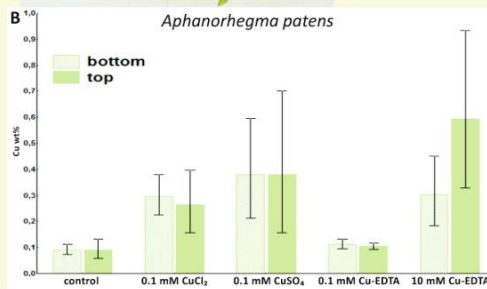 B
Aphanorhegma patens
bottom
top
Cu wt%
1,0
0,9
0,8
0,7
0,6
0,5
0,4
0,3
0,2
0,1
0,0
control 0.1 mM CuCl₂ 0.1 mM CuSO₄ 0.1 mM Cu-EDTA 10 mM Cu-EDTA